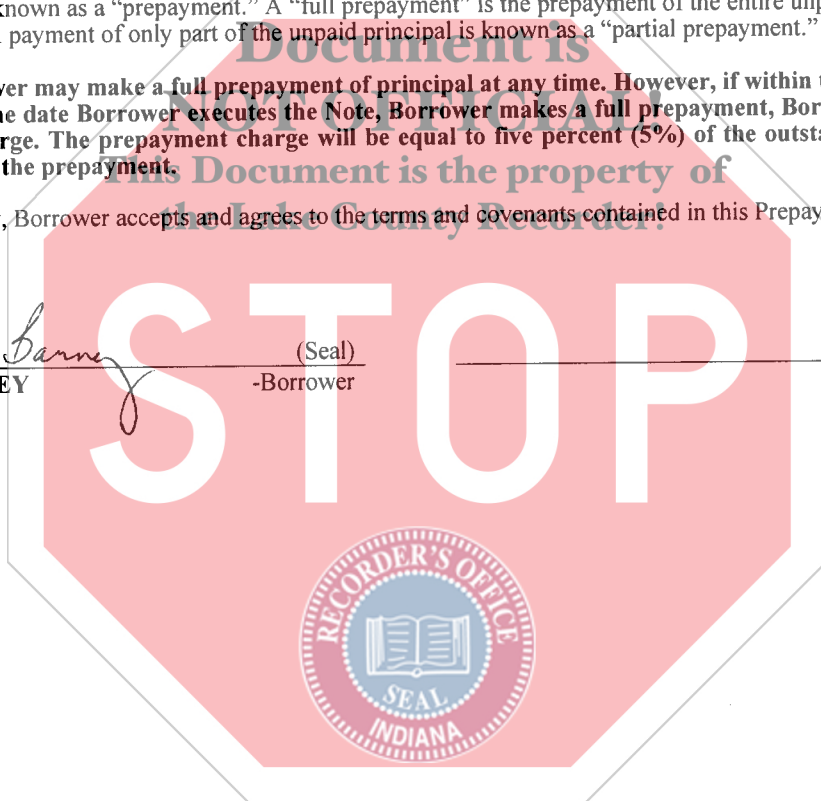 known as a “prepayment.” A “full prepayment” is the prepayment of the entire unp
payment of only part of the unpaid principal is known as a “partial prepayment.”
Document is
er may make a full prepayment of principal at any time. However, if within
e date Borrower executes the Note, Borrower makes a full prepayment, Bor
NOT OFFICIAL!
rge. The prepayment charge will be equal to five percent (5%) of the outsta
the prepayment.
This Document is the property of
, Borrower accepts and agrees to the terms and covenants contained in this Prepay
the Lake County Recorder!
STOP
Banney
(Seal)
EY -Borrower
RECORDER'S OFFICE
SEAL
INDIANA